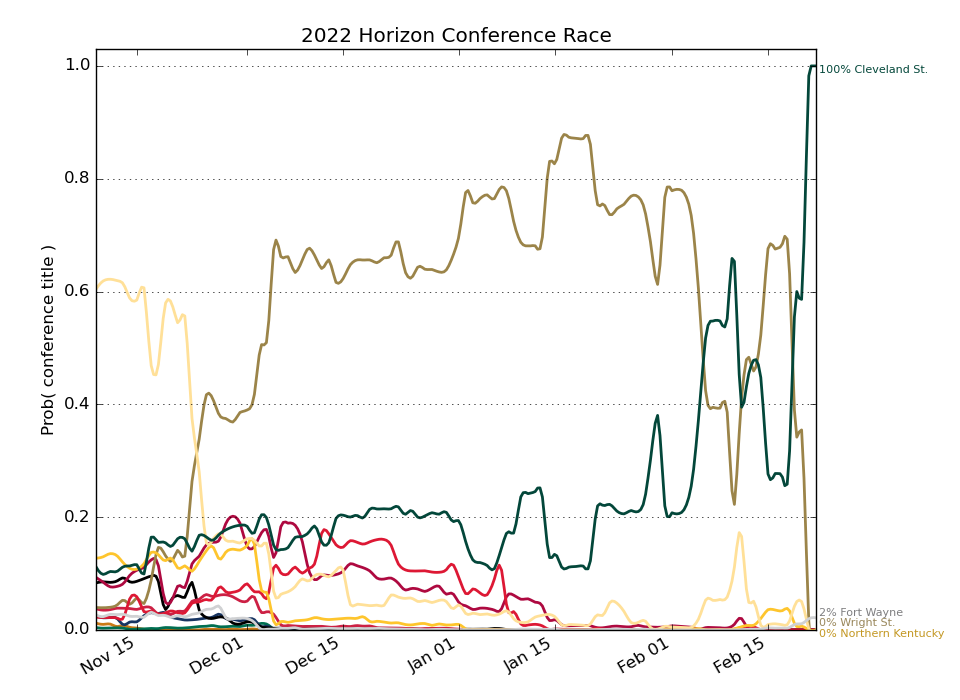 2022 Horizon Conference Race
Prob( conference title )
1.0
0.8
0.6
0.4
0.2
0.0
Nov 15
Dec 01
Dec 15
Jan 01
Jan 15
Feb 01
Feb 15
100% Cleveland St.
2% Fort Wayne
0% Wright St.
0% Northern Kentucky